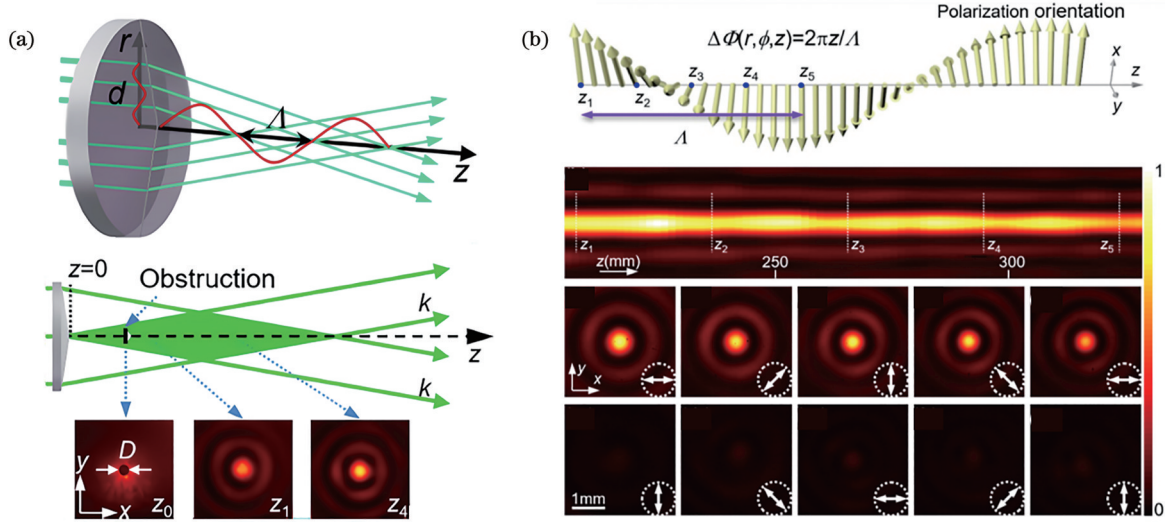 (a)
r
d
Λ
z
z=0
Obstruction
k
k
z
D
y
x
z₀
z₁
z₄
(b)
Polarization orientation
ΔΦ(r,ϕ,z)=2πz/Λ
z₁
z₂
z₃
z₄
z₅
Λ
x
z
y
1
z₁
z₂
z₃
z₄
z₅
z(mm)
250
300
y
x
1mm
0